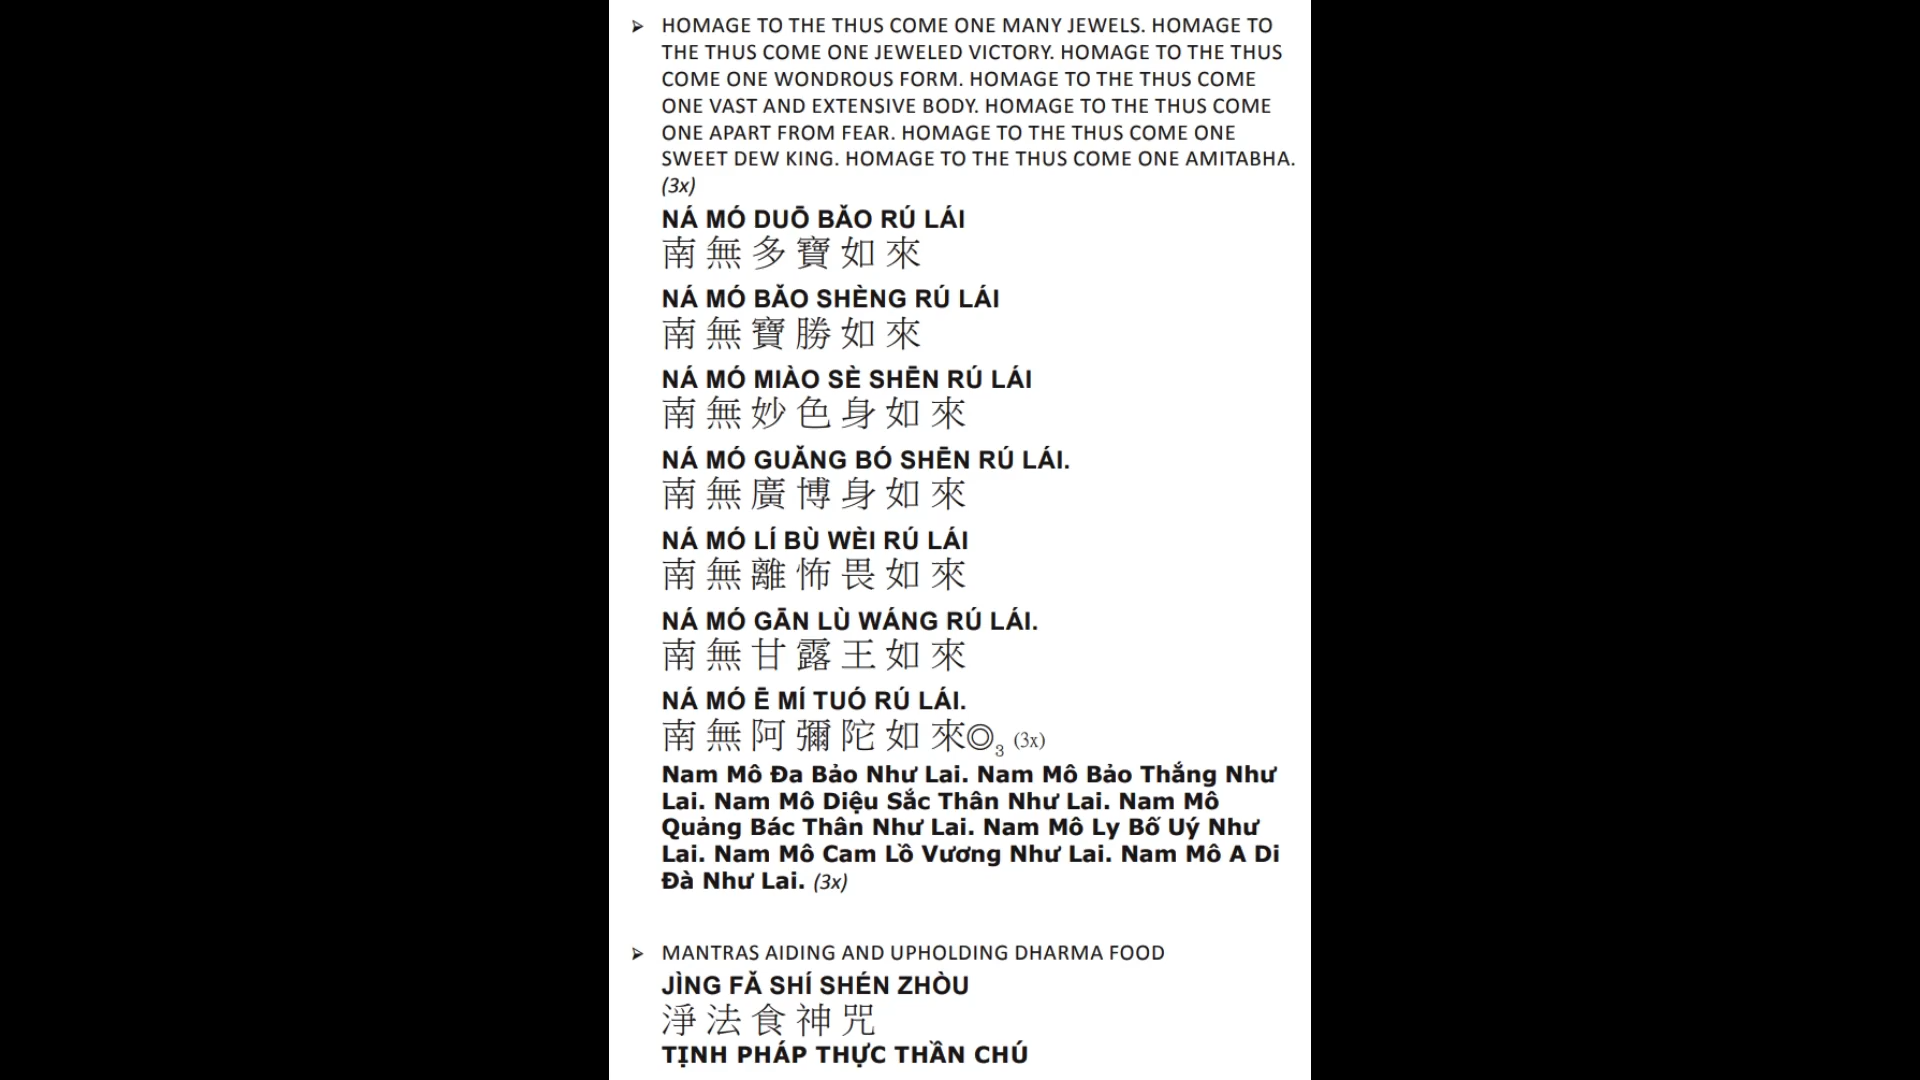 ➢ HOMAGE TO THE THUS COME ONE MANY JEWELS. HOMAGE TO
THE THUS COME ONE JEWELED VICTORY. HOMAGE TO THE THUS
COME ONE WONDROUS FORM. HOMAGE TO THE THUS COME
ONE VAST AND EXTENSIVE BODY. HOMAGE TO THE THUS COME
ONE APART FROM FEAR. HOMAGE TO THE THUS COME ONE
SWEET DEW KING. HOMAGE TO THE THUS COME ONE AMITABHA.
(3x)
NÁ MÓ DUŌ BǍO RÚ LÁI
南無多寶如來
NÁ MÓ BǍO SHÈNG RÚ LÁI
南無寶勝如來
NÁ MÓ MIÀO SÈ SHĒN RÚ LÁI
南無妙色身如來
NÁ MÓ GUǍNG BÓ SHĒN RÚ LÁI.
南無廣博身如來
NÁ MÓ LÍ BÙ WÈI RÚ LÁI
南無離怖畏如來
NÁ MÓ GĀN LÙ WÁNG RÚ LÁI.
南無甘露王如來
NÁ MÓ Ē MÍ TUÓ RÚ LÁI.
南無阿彌陀如來◎3 (3x)
Nam Mô Đa Bảo Như Lai. Nam Mô Bảo Thắng Như
Lai. Nam Mô Diệu Sắc Thân Như Lai. Nam Mô
Quảng Bác Thân Như Lai. Nam Mô Ly Bố Uý Như
Lai. Nam Mô Cam Lồ Vương Như Lai. Nam Mô A Di
Đà Như Lai. (3x)
➢ MANTRAS AIDING AND UPHOLDING DHARMA FOOD
JÌNG FǍ SHÍ SHÉN ZHÒU
淨法食神咒
TỊNH PHÁP THỰC THẦN CHÚ